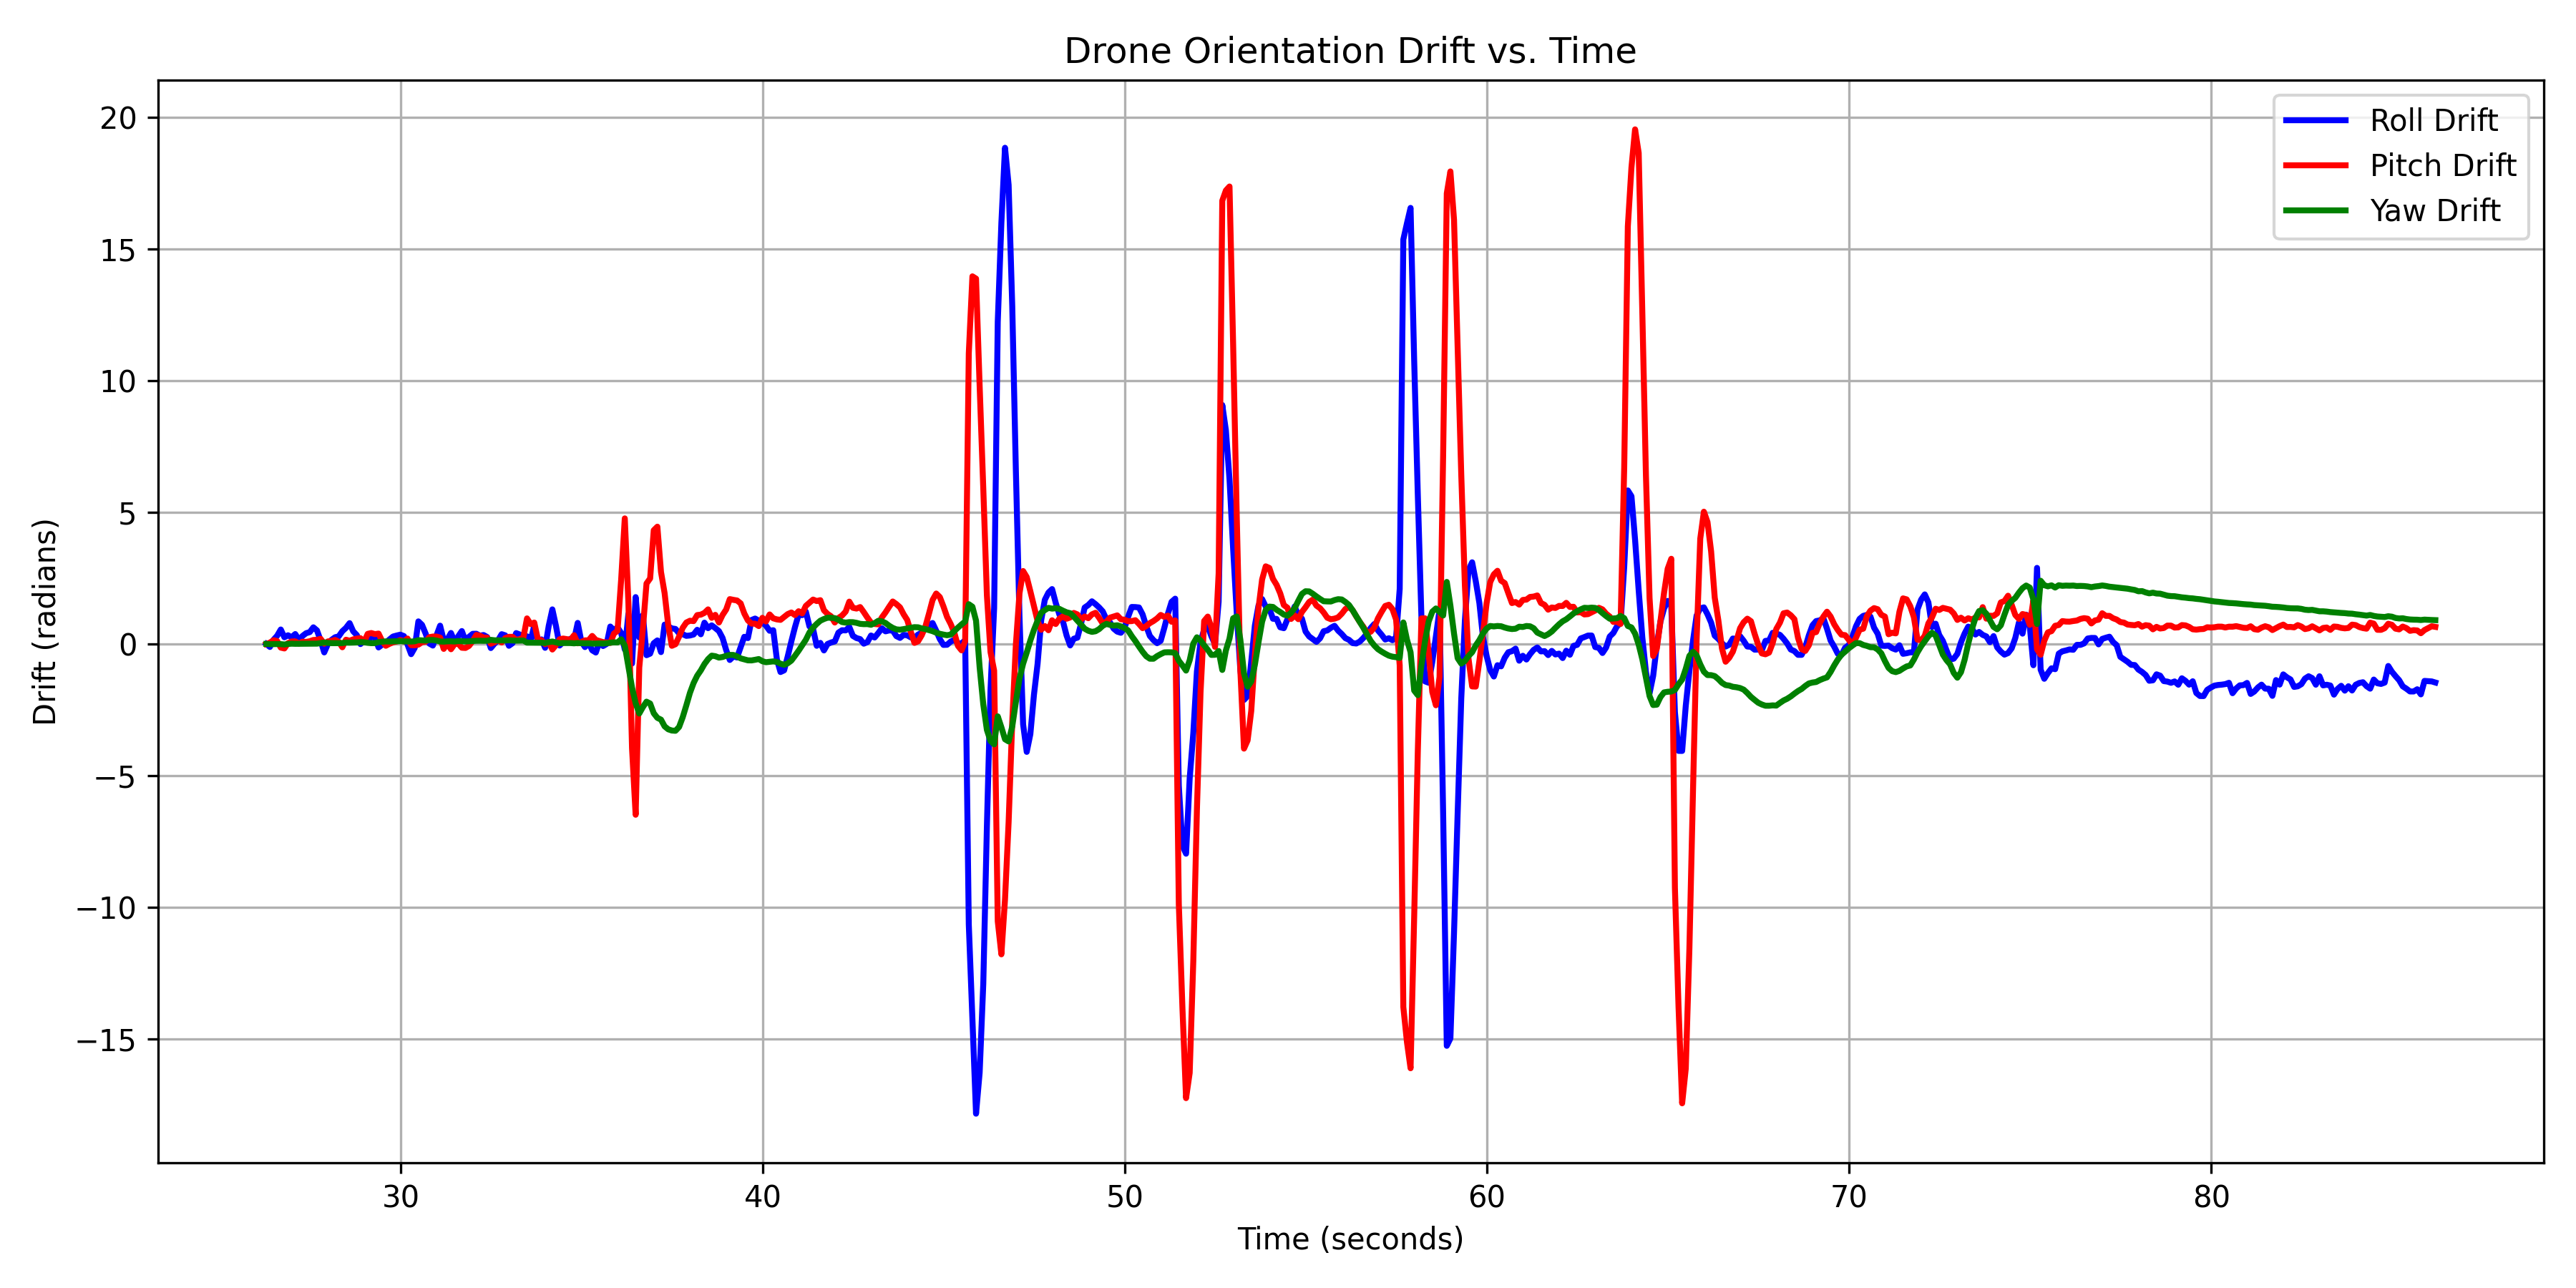 Drone Orientation Drift vs. Time
Roll Drift
Pitch Drift
Yaw Drift
Drift (radians)
20
15
10
5
0
−5
−10
−15
30 40 50 60 70 80
Time (seconds)